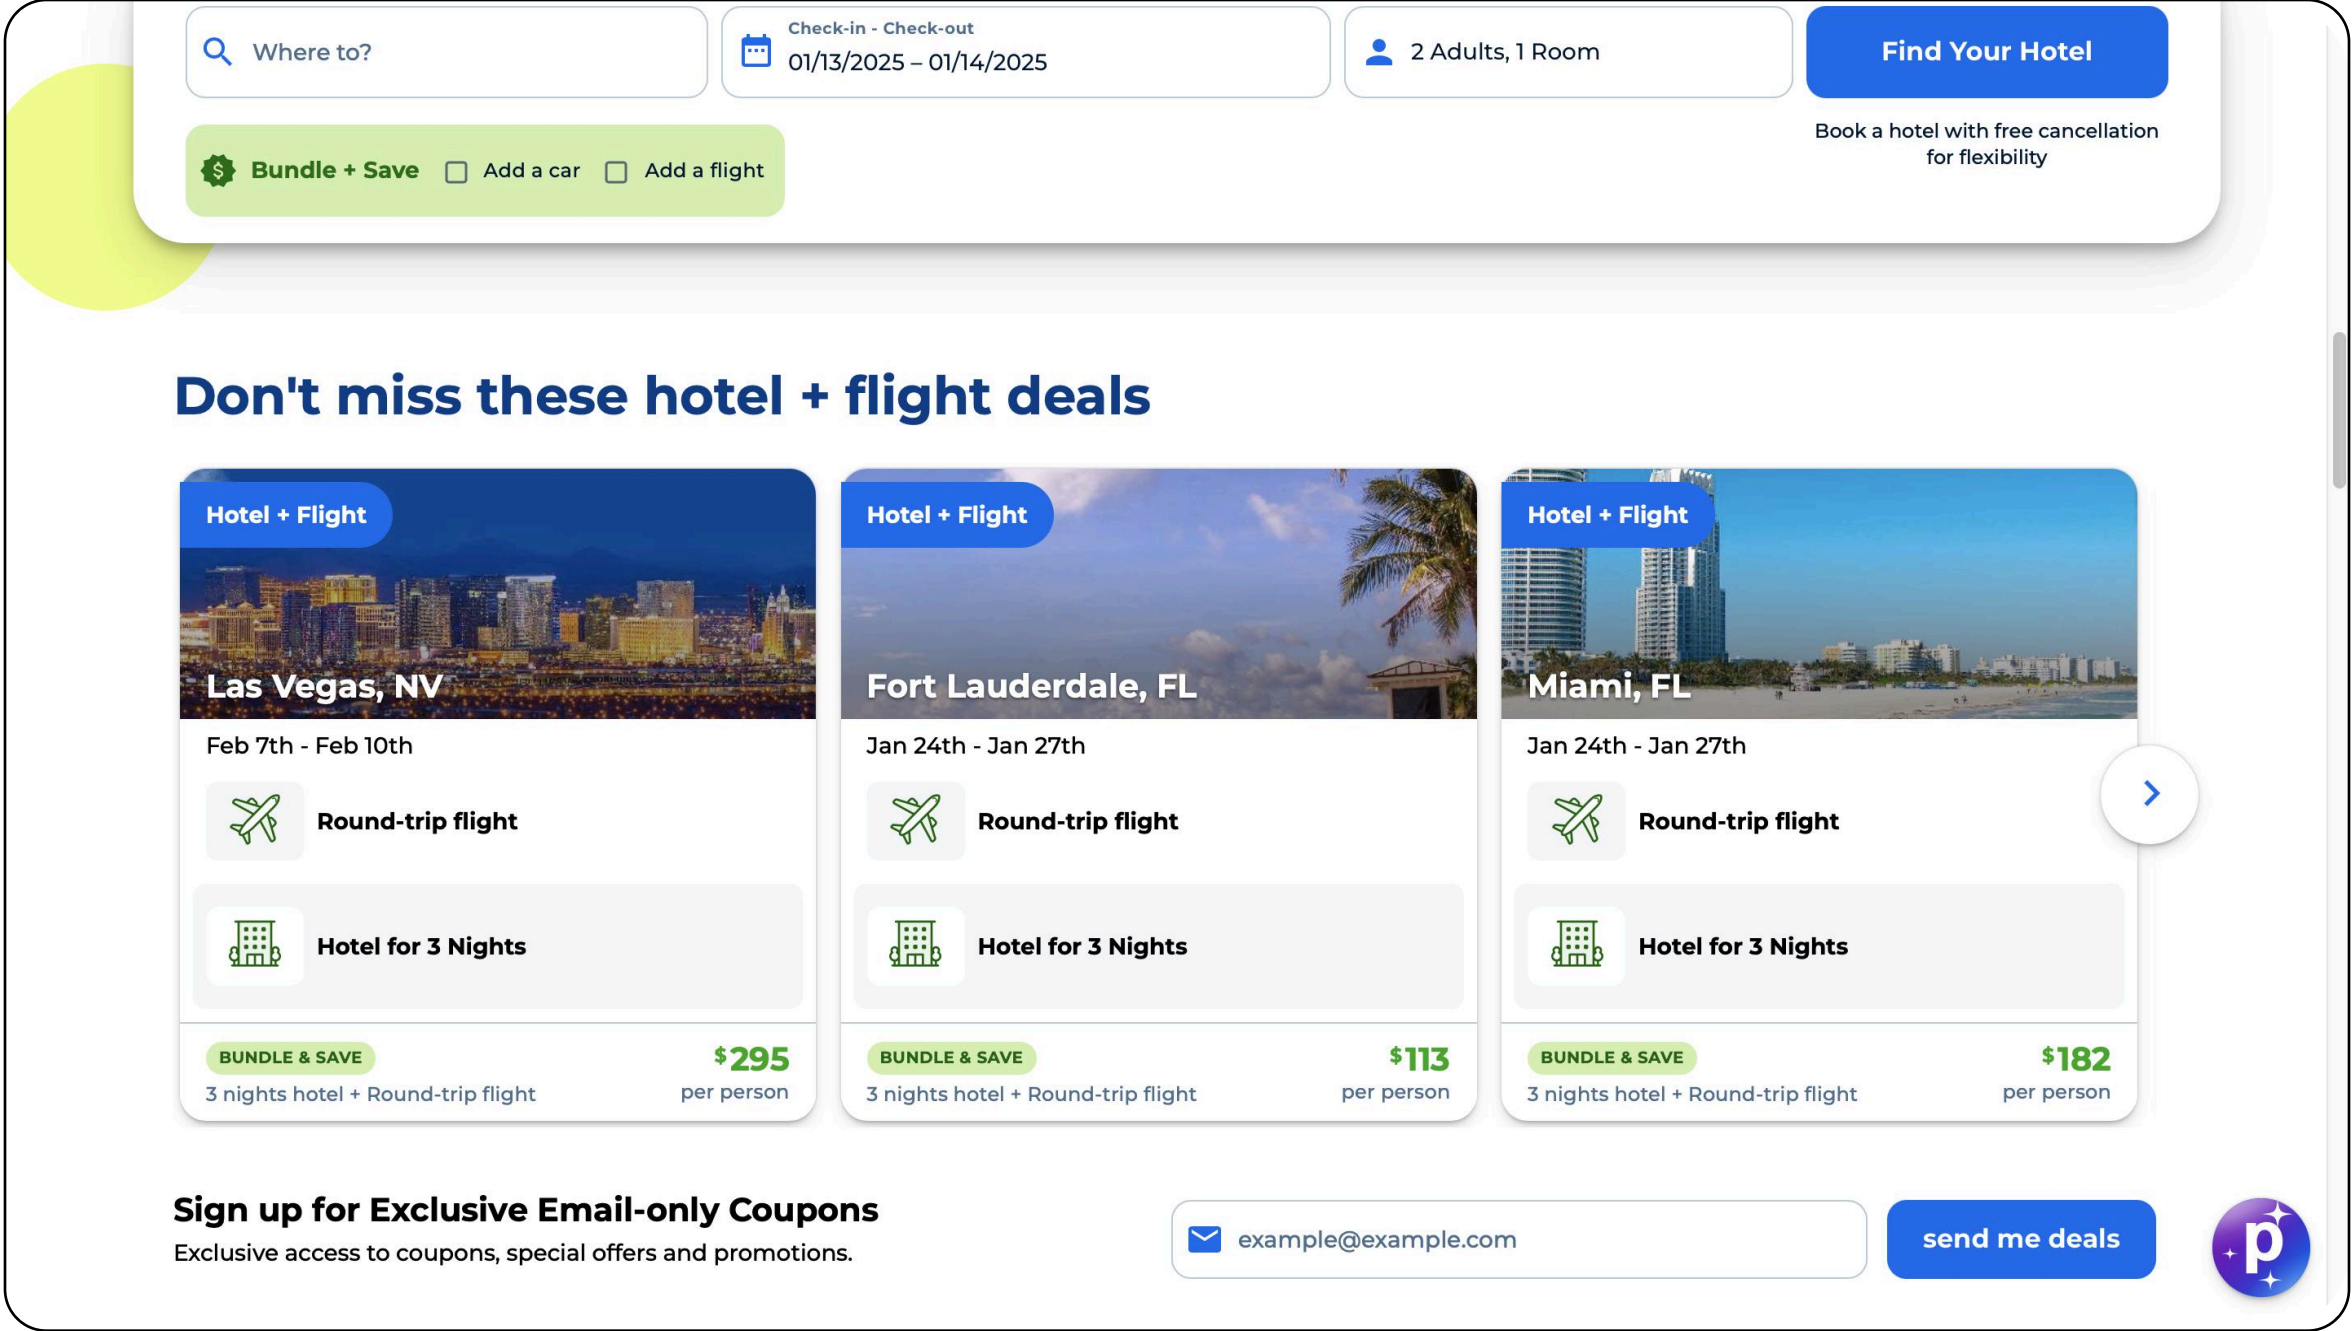 Where to?
Check-in - Check-out
01/13/2025 – 01/14/2025
2 Adults, 1 Room
Find Your Hotel
Book a hotel with free cancellation
for flexibility
Bundle + Save
Add a car
Add a flight
Don't miss these hotel + flight deals
Hotel + Flight
Las Vegas, NV
Feb 7th - Feb 10th
Round-trip flight
Hotel for 3 Nights
BUNDLE & SAVE
3 nights hotel + Round-trip flight
$295
per person
Hotel + Flight
Fort Lauderdale, FL
Jan 24th - Jan 27th
Round-trip flight
Hotel for 3 Nights
BUNDLE & SAVE
3 nights hotel + Round-trip flight
$113
per person
Hotel + Flight
Miami, FL
Jan 24th - Jan 27th
Round-trip flight
Hotel for 3 Nights
BUNDLE & SAVE
3 nights hotel + Round-trip flight
$182
per person
Sign up for Exclusive Email-only Coupons
Exclusive access to coupons, special offers and promotions.
example@example.com
send me deals
p